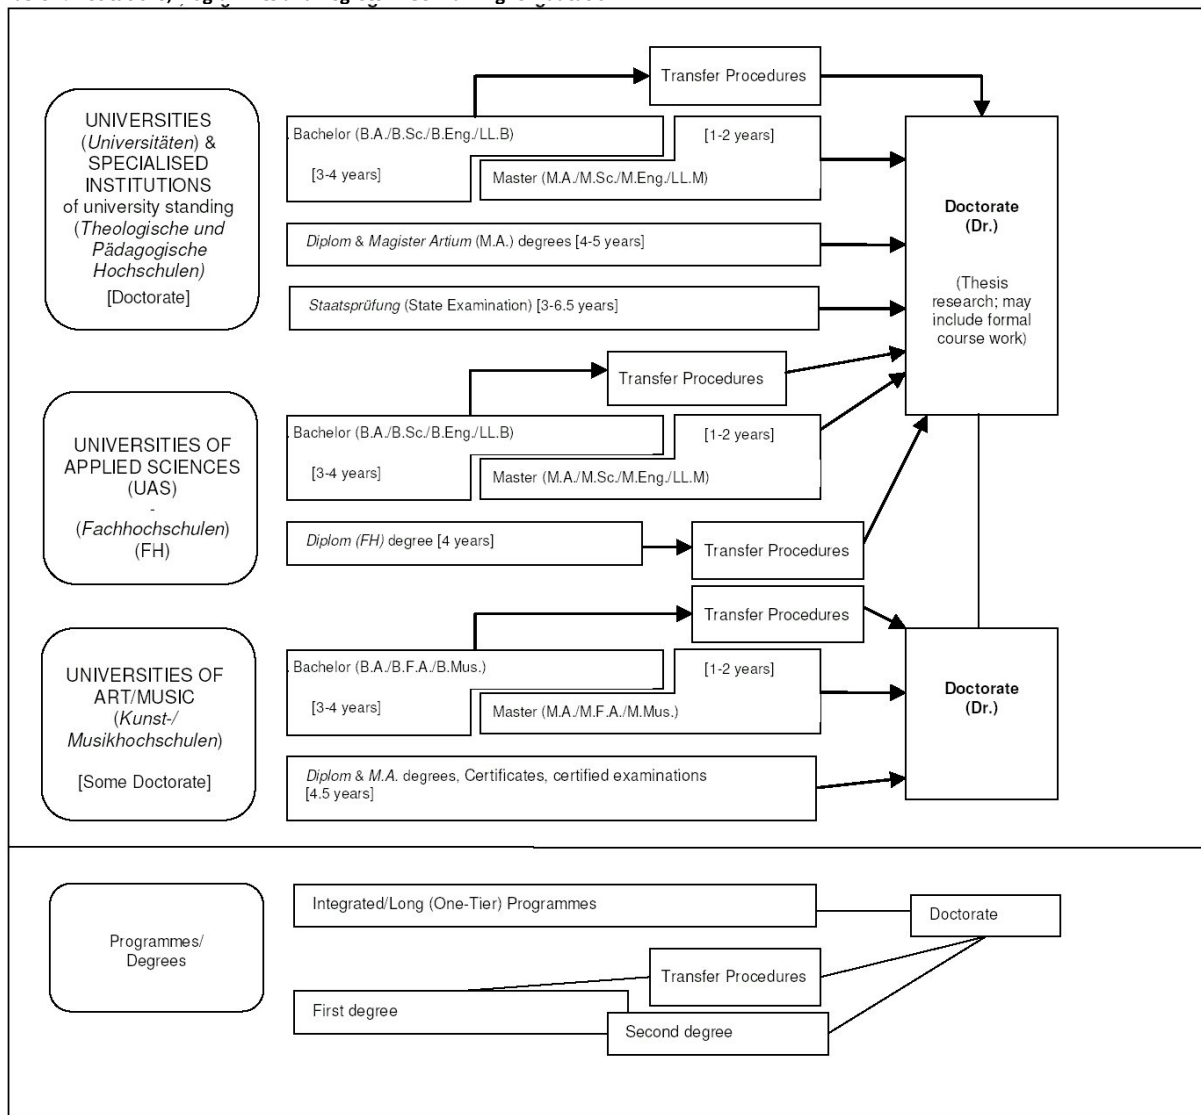 Transfer Procedures
UNIVERSITIES
(Universitäten) &
SPECIALISED
INSTITUTIONS
of university standing
(Theologische und
Pädagogische
Hochschulen)
[Doctorate]
. Bachelor (B.A./B.Sc./B.Eng./LL.B)
[3-4 years]
[1-2 years]
Master (M.A./M.Sc./M.Eng./LL.M)
Diplom & Magister Artium (M.A.) degrees [4-5 years]
Staatsprüfung (State Examination) [3-6.5 years]
Doctorate
(Dr.)
(Thesis
research; may
include formal
course work)
Transfer Procedures
UNIVERSITIES OF
APPLIED SCIENCES
(UAS)
-
(Fachhochschulen)
(FH)
. Bachelor (B.A./B.Sc./B.Eng./LL.B)
[3-4 years]
[1-2 years]
Master (M.A./M.Sc./M.Eng./LL.M)
Diplom (FH) degree [4 years]
Transfer Procedures
Transfer Procedures
UNIVERSITIES OF
ART/MUSIC
(Kunst-/
Musikhochschulen)
[Some Doctorate]
. Bachelor (B.A./B.F.A./B.Mus.)
[3-4 years]
[1-2 years]
Master (M.A./M.F.A./M.Mus.)
Diplom & M.A. degrees, Certificates, certified examinations
[4.5 years]
Doctorate
(Dr.)
Programmes/
Degrees
Integrated/Long (One-Tier) Programmes
Doctorate
Transfer Procedures
First degree
Second degree